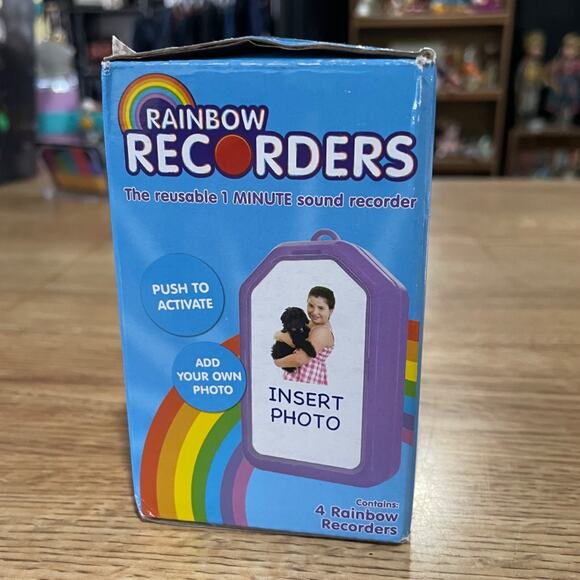 RAINBOW
RECORDERS
The reusable 1 MINUTE sound recorder
PUSH TO
ACTIVATE
ADD
YOUR OWN
PHOTO
INSERT
PHOTO
Contains:
4 Rainbow
Recorders